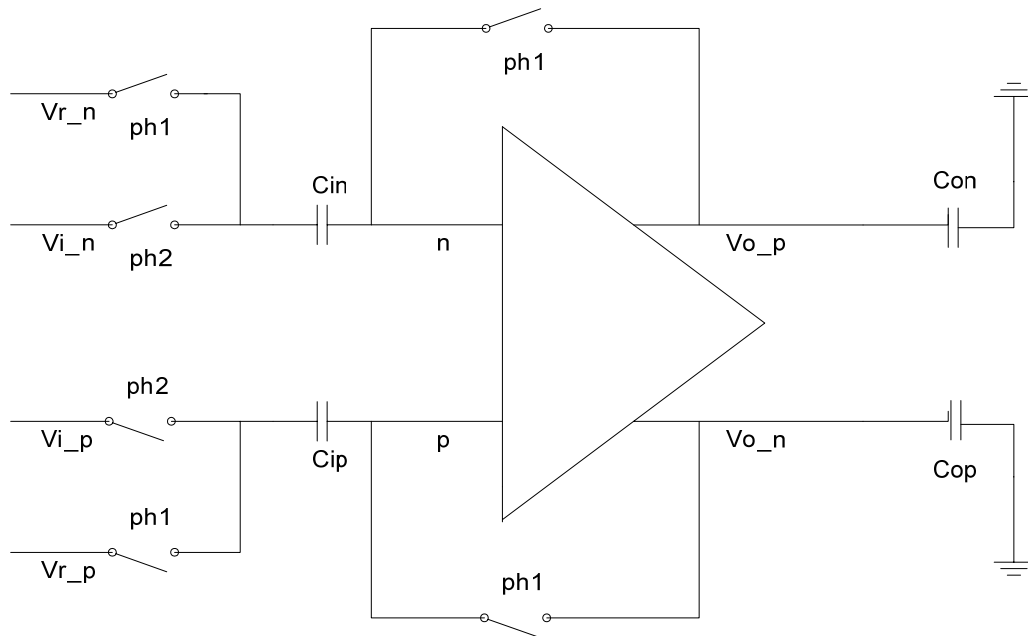 ph1
Vr_n
ph1
Cin
Con
Vi_n
ph2
n
Vo_p
ph2
Vi_p
Cip
p
Vo_n
Cop
ph1
Vr_p
ph1